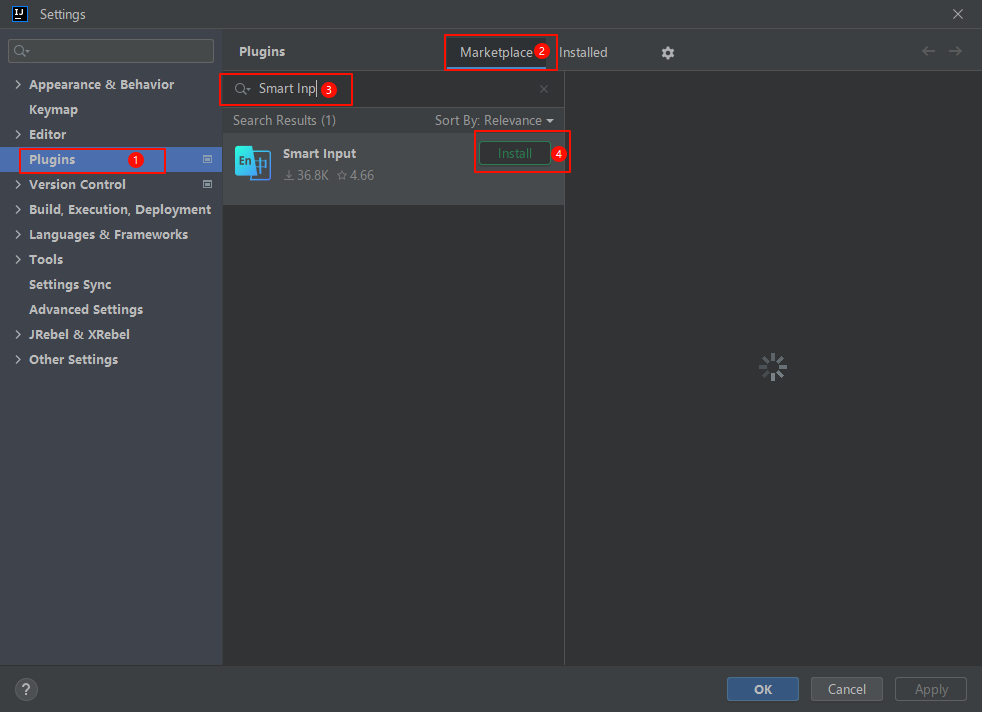 IJ Settings
Plugins Marketplace 2 Installed
Appearance & Behavior
Keymap
Editor
Plugins 1
Version Control
Build, Execution, Deployment
Languages & Frameworks
Tools
Settings Sync
Advanced Settings
JRebel & XRebel
Other Settings
Smart Inp 3
Search Results (1) Sort By: Relevance
En 中 Smart Input Install 4
36.8K 4.66
? OK Cancel Apply